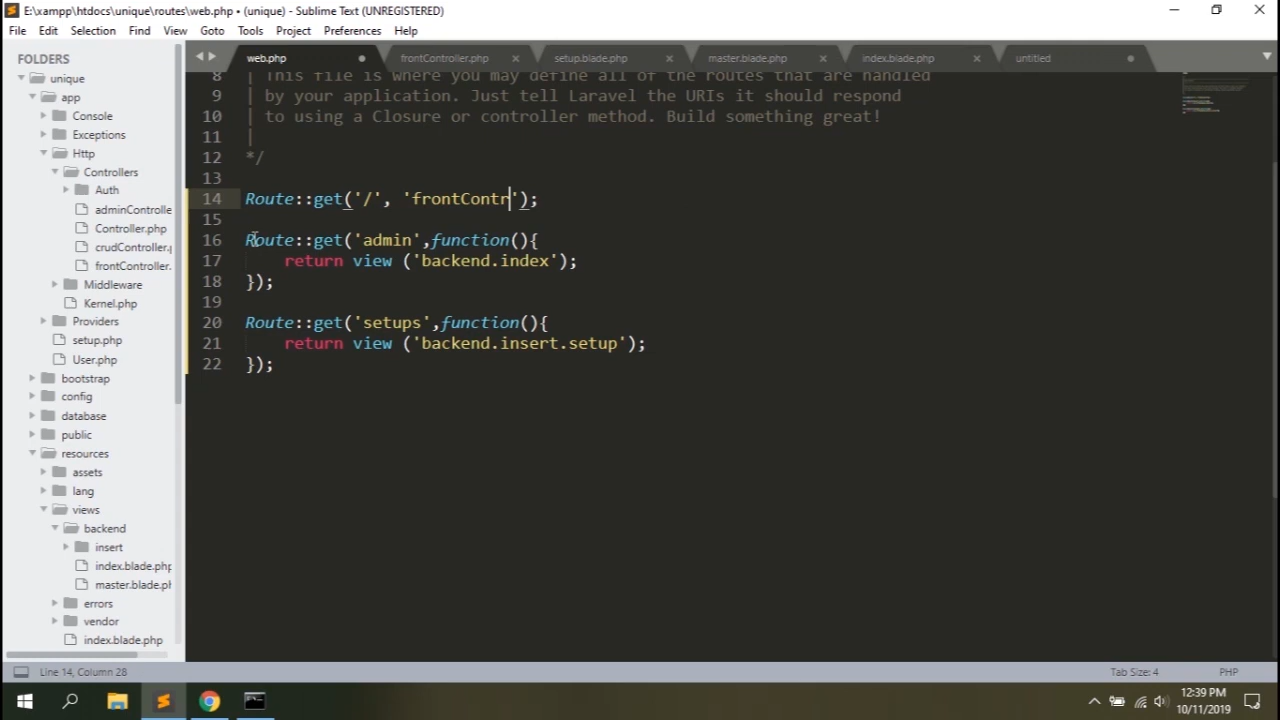 E:\xampp\htdocs\unique\routes\web.php • (unique) - Sublime Text (UNREGISTERED)
File Edit Selection Find View Goto Tools Project Preferences Help
FOLDERS
unique
app
Console
Exceptions
Http
Controllers
Auth
adminControlle
Controller.php
crudController.p
frontController.
Middleware
Kernel.php
Providers
setup.php
User.php
bootstrap
config
database
public
resources
assets
lang
views
backend
insert
index.blade.php
master.blade.ph
errors
vendor
index.blade.php
web.php frontController.php setup.blade.php master.blade.php index.blade.php untitled
8 | This file is where you may define all of the routes that are handled
9 | by your application. Just tell Laravel the URIs it should respond
10 | to using a Closure or controller method. Build something great!
11 |
12 */
13
14 Route::get('/', 'frontContr');
15
16 Route::get('admin',function(){
17 return view ('backend.index');
18 });
19
20 Route::get('setups',function(){
21 return view ('backend.insert.setup');
22 });
Line 14, Column 28 Tab Size: 4 PHP
12:39 PM
10/11/2019